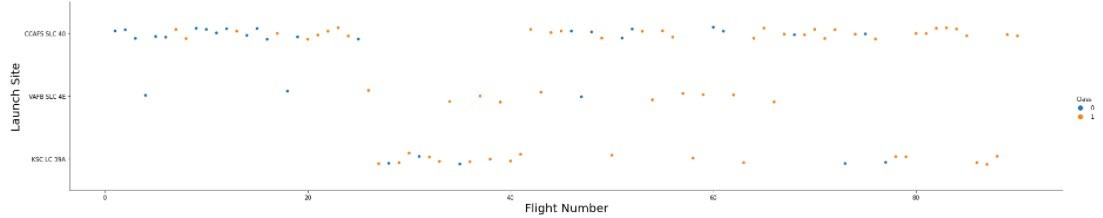 CCAFS SLC 40
VAFB SLC 4E
KSC LC 39A
Launch Site
0
20
40
60
80
Flight Number
Class
0
1